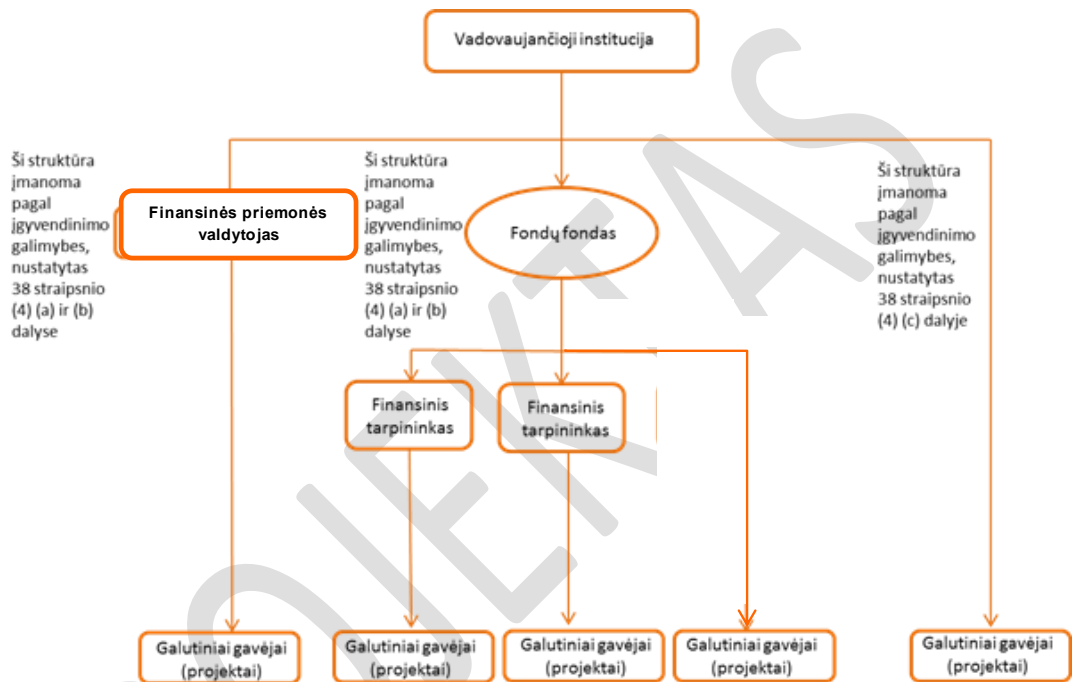 Vadovaujančioji institucija
Ši struktūra
įmanoma
pagal
įgyvendinimo
galimybes,
nustatytas
38 straipsnio
(4) (a) ir (b)
dalyse
Finansinės priemonės
valdytojas
Ši struktūra
įmanoma
pagal
įgyvendinimo
galimybes,
nustatytas
38 straipsnio
(4) (a) ir (b)
dalyse
Fondų fondas
Ši struktūra
įmanoma
pagal
įgyvendinimo
galimybes,
nustatytas
38 straipsnio
(4) (c) dalyje
Finansinis
tarpininkas
Finansinis
tarpininkas
Galutiniai gavėjai
(projektai)
Galutiniai gavėjai
(projektai)
Galutiniai gavėjai
(projektai)
Galutiniai gavėjai
(projektai)
Galutiniai gavėjai
(projektai)
OJEKTAS